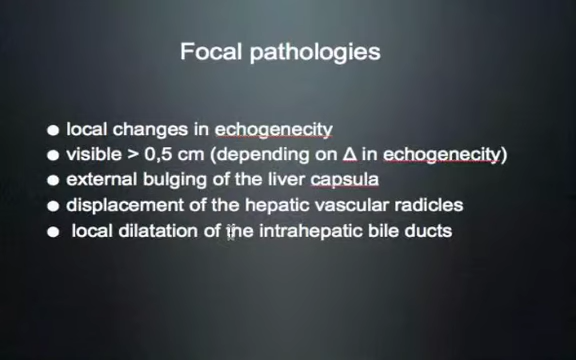 Focal pathologies
● local changes in echogenecity
● visible > 0,5 cm (depending on Δ in echogenecity)
● external bulging of the liver capsula
● displacement of the hepatic vascular radicles
● local dilatation of the intrahepatic bile ducts